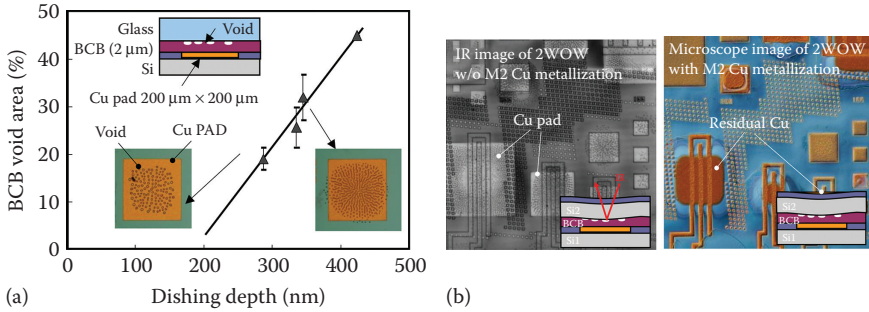 50
40
30
20
10
0
BCB void area (%)
Glass
Void
BCB (2 μm)
Si
Cu pad 200 μm × 200 μm
Void
Cu PAD
0
100
200
300
400
500
Dishing depth (nm)
(a)
IR image of 2WOW
w/o M2 Cu metallization
Cu pad
Si2
BCB
Si1
Microscope image of 2WOW
with M2 Cu metallization
Residual Cu
Si2
BCB
Si1
(b)